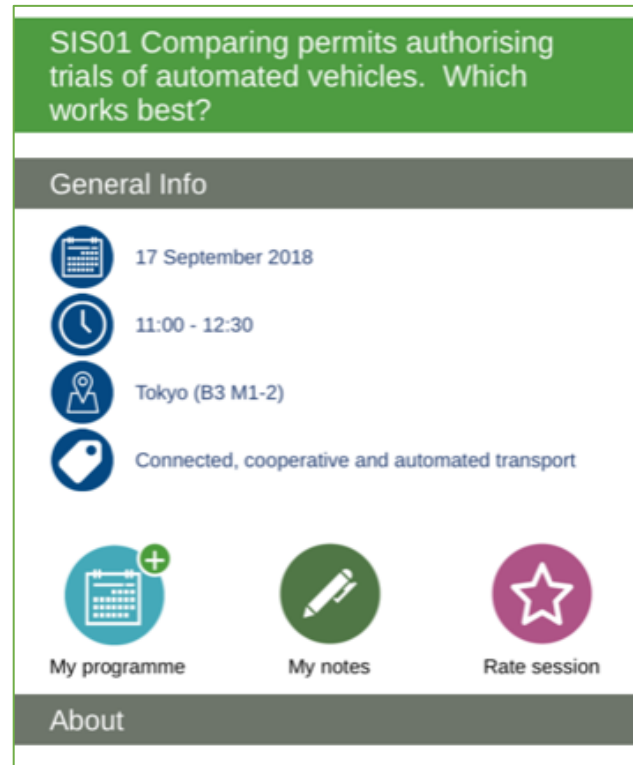 SIS01 Comparing permits authorising
trials of automated vehicles.  Which
works best?
General Info
17 September 2018
11:00 - 12:30
Tokyo (B3 M1-2)
Connected, cooperative and automated transport
My programme
My notes
Rate session
About